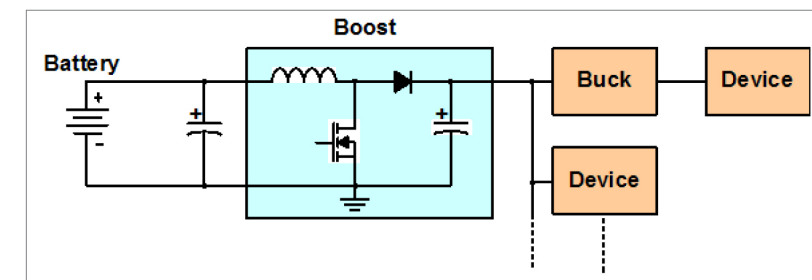 Boost
Battery
+
-
+
+
Buck
Device
Device